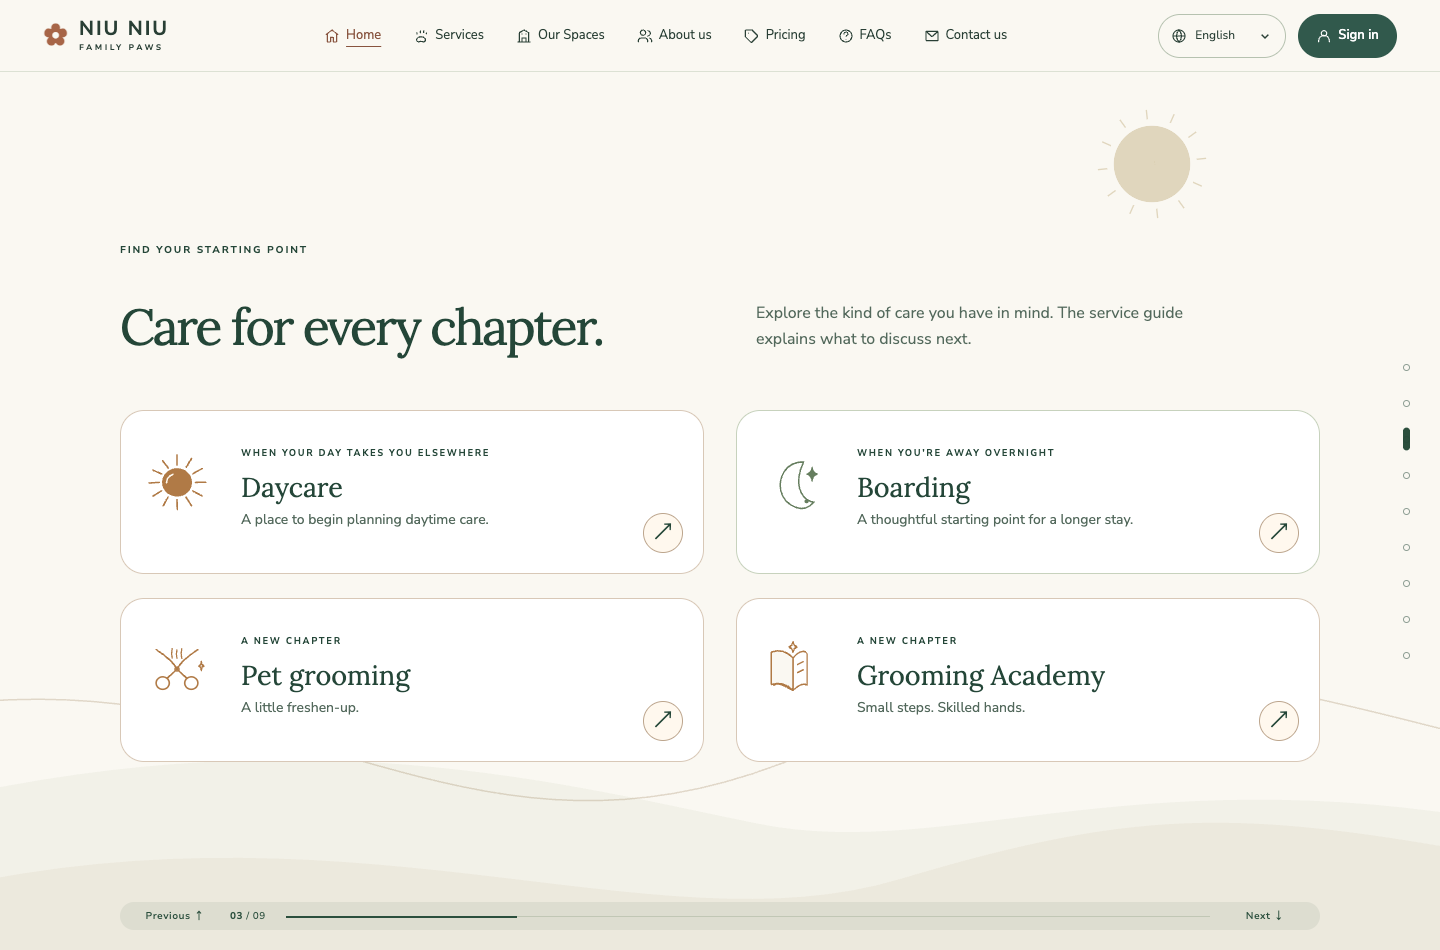 NIU NIU
FAMILY PAWS
Home
Services
Our Spaces
About us
Pricing
FAQs
Contact us
English
Sign in
FIND YOUR STARTING POINT
Care for every chapter.
Explore the kind of care you have in mind. The service guide
explains what to discuss next.
WHEN YOUR DAY TAKES YOU ELSEWHERE
Daycare
A place to begin planning daytime care.
WHEN YOU'RE AWAY OVERNIGHT
Boarding
A thoughtful starting point for a longer stay.
A NEW CHAPTER
Pet grooming
A little freshen-up.
A NEW CHAPTER
Grooming Academy
Small steps. Skilled hands.
Previous ↑
03 / 09
Next ↓